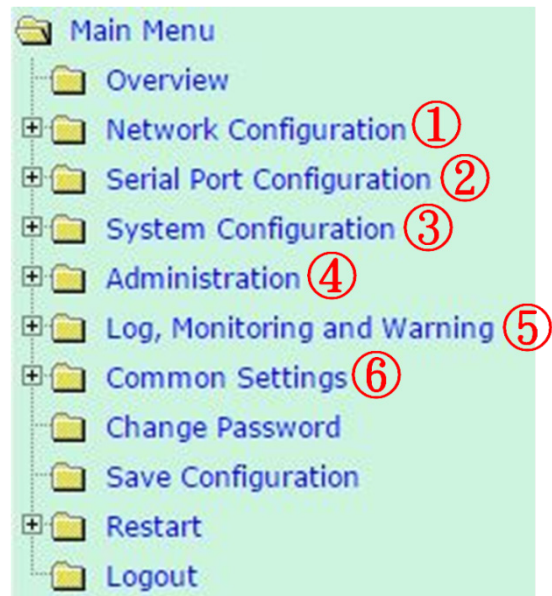 Main Menu
Overview
Network Configuration ①
Serial Port Configuration ②
System Configuration ③
Administration ④
Log, Monitoring and Warning ⑤
Common Settings ⑥
Change Password
Save Configuration
Restart
Logout